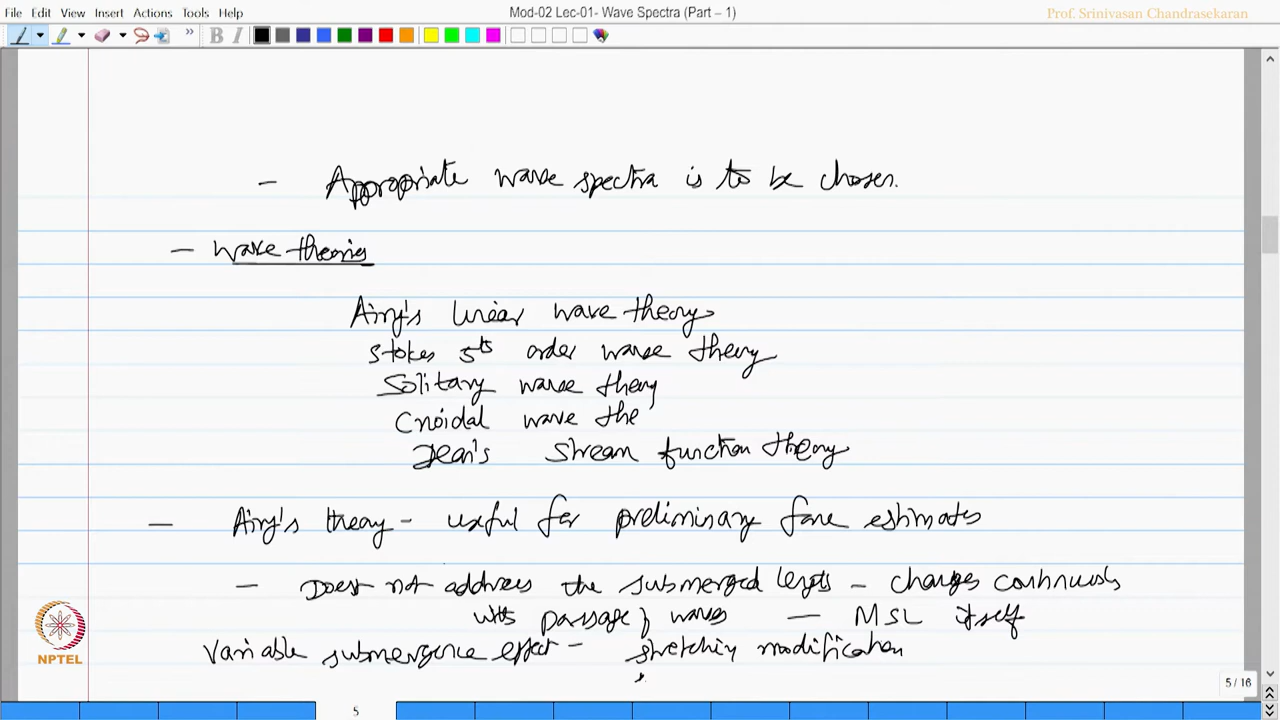 File Edit View Insert Actions Tools Help
Mod-02 Lec-01- Wave Spectra (Part – 1)
Prof. Srinivasan Chandrasekaran
B I
- Appropriate wave spectra is to be chosen.
- Wave theories
Airy's linear wave theory
Stokes 5th order wave theory
Solitary wave theory
Cnoidal wave the
Dean's Stream function theory
- Airy's theory - useful for preliminary force estimates
- Does not address the submerged length - changes continuously
with passage of waves - MSL itself
Variable submergence effect - stretching modification
NPTEL
5 / 16
5